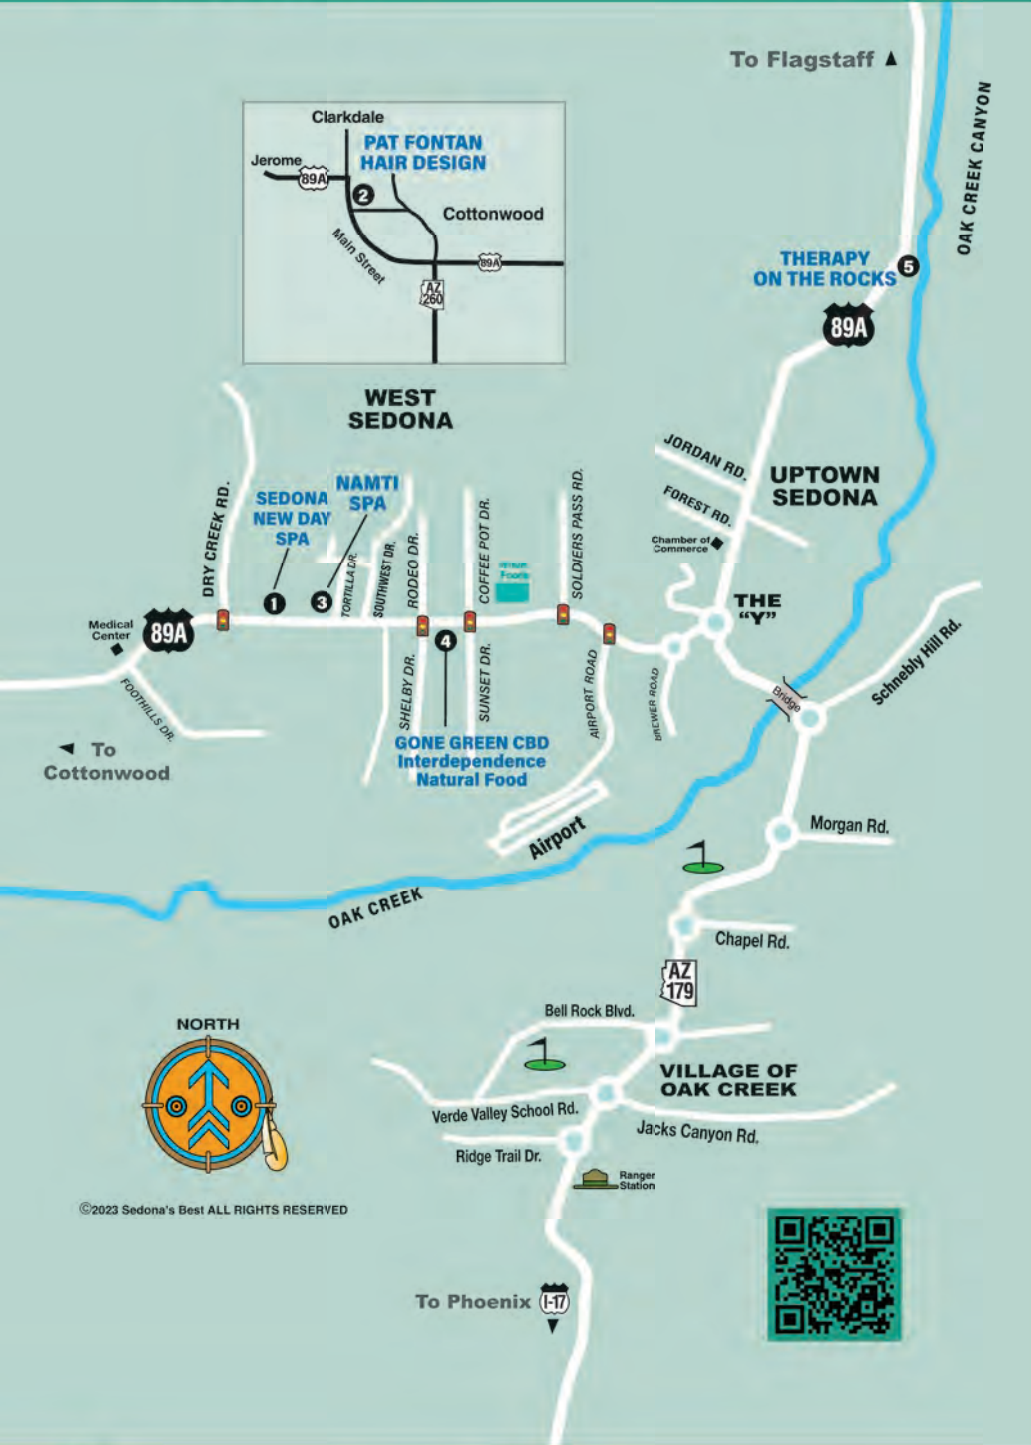 To Flagstaff
OAK CREEK CANYON
Clarkdale
PAT FONTAN
HAIR DESIGN
Jerome
89A
2
Cottonwood
Main Street
89A
AZ
260
THERAPY
ON THE ROCKS
5
89A
WEST
SEDONA
JORDAN RD.
UPTOWN
SEDONA
FOREST RD.
Chamber of
Commerce
DRY CREEK RD.
SEDONA
NEW DAY
SPA
NAMTI
SPA
TORTILLA DR.
SOUTHWEST DR.
RODEO DR.
COFFEE POT DR.
Foods
SOLDIERS PASS RD.
1
3
THE
"Y"
Medical
Center
89A
4
FOOTHILLS DR.
SHELBY DR.
SUNSET DR.
AIRPORT ROAD
BREWER ROAD
Bridge
Schnebly Hill Rd.
To
Cottonwood
GONE GREEN CBD
Interdependence
Natural Food
Airport
Morgan Rd.
OAK CREEK
Chapel Rd.
AZ
179
Bell Rock Blvd.
NORTH
VILLAGE OF
OAK CREEK
Verde Valley School Rd.
Jacks Canyon Rd.
Ridge Trail Dr.
Ranger
Station
©2023 Sedona's Best ALL RIGHTS RESERVED
To Phoenix
I-17